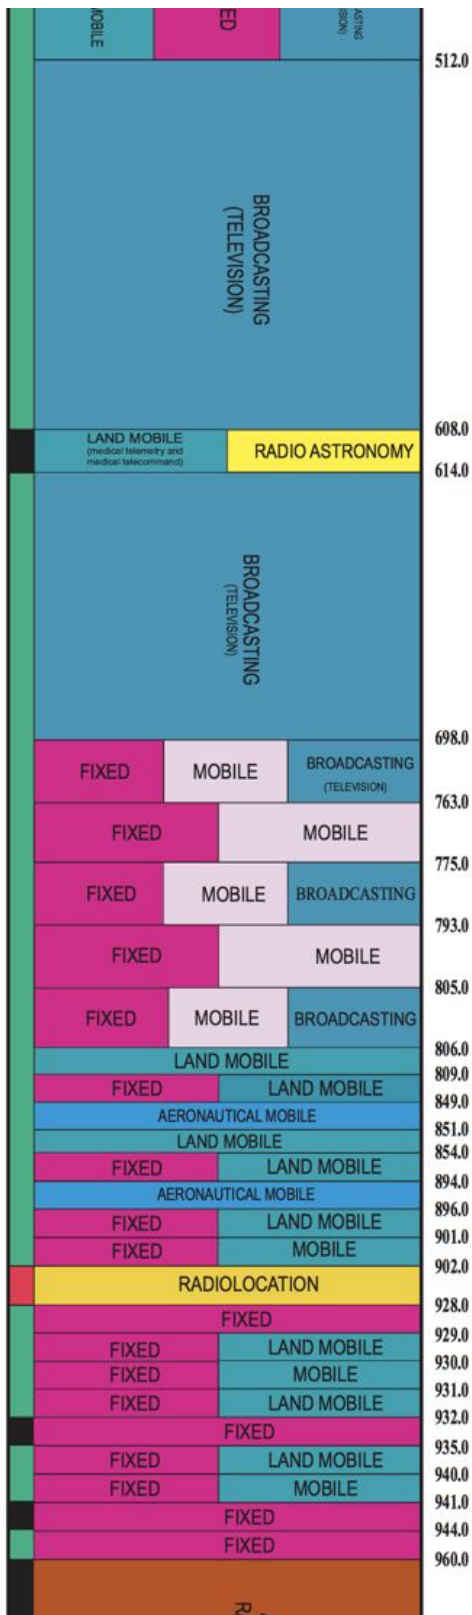 MOBILE
ED
ASTING
ISION)
512.0
BROADCASTING
(TELEVISION)
608.0
LAND MOBILE
(medical telemetry and
medical telecommand)
RADIO ASTRONOMY
614.0
BROADCASTING
(TELEVISION)
698.0
FIXED
MOBILE
BROADCASTING
(TELEVISION)
763.0
FIXED
MOBILE
775.0
FIXED
MOBILE
BROADCASTING
793.0
FIXED
MOBILE
805.0
FIXED
MOBILE
BROADCASTING
806.0
LAND MOBILE
809.0
FIXED
LAND MOBILE
849.0
AERONAUTICAL MOBILE
851.0
LAND MOBILE
854.0
FIXED
LAND MOBILE
894.0
AERONAUTICAL MOBILE
896.0
FIXED
LAND MOBILE
901.0
FIXED
MOBILE
902.0
RADIOLOCATION
928.0
FIXED
929.0
FIXED
LAND MOBILE
930.0
FIXED
MOBILE
931.0
FIXED
LAND MOBILE
932.0
FIXED
935.0
FIXED
LAND MOBILE
940.0
FIXED
MOBILE
941.0
FIXED
944.0
FIXED
960.0